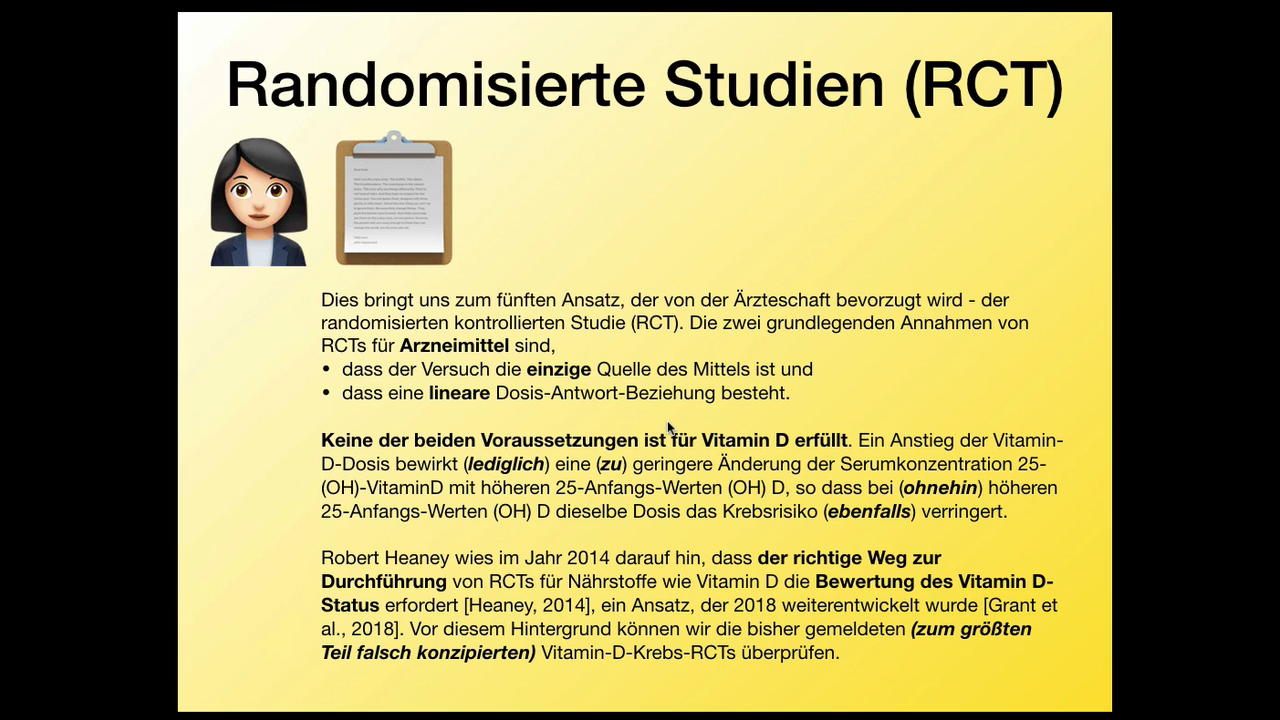 Randomisierte Studien (RCT)
Dies bringt uns zum fünften Ansatz, der von der Ärzteschaft bevorzugt wird - der
randomisierten kontrollierten Studie (RCT). Die zwei grundlegenden Annahmen von
RCTs für Arzneimittel sind,
• dass der Versuch die einzige Quelle des Mittels ist und
• dass eine lineare Dosis-Antwort-Beziehung besteht.
Keine der beiden Voraussetzungen ist für Vitamin D erfüllt. Ein Anstieg der Vitamin-
D-Dosis bewirkt (lediglich) eine (zu) geringere Änderung der Serumkonzentration 25-
(OH)-VitaminD mit höheren 25-Anfangs-Werten (OH) D, so dass bei (ohnehin) höheren
25-Anfangs-Werten (OH) D dieselbe Dosis das Krebsrisiko (ebenfalls) verringert.
Robert Heaney wies im Jahr 2014 darauf hin, dass der richtige Weg zur
Durchführung von RCTs für Nährstoffe wie Vitamin D die Bewertung des Vitamin D-
Status erfordert [Heaney, 2014], ein Ansatz, der 2018 weiterentwickelt wurde [Grant et
al., 2018]. Vor diesem Hintergrund können wir die bisher gemeldeten (zum größten
Teil falsch konzipierten) Vitamin-D-Krebs-RCTs überprüfen.